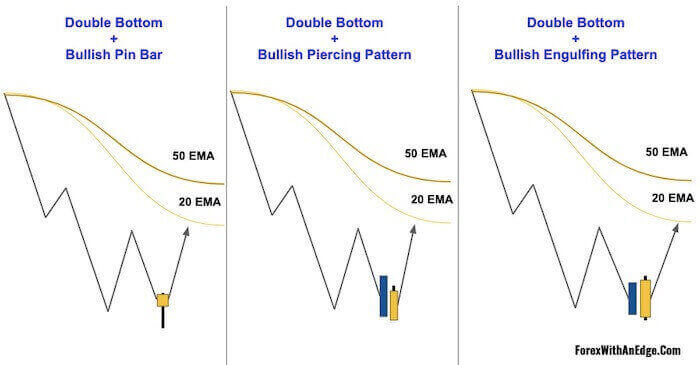 Double Bottom
+
Bullish Pin Bar
50 EMA
20 EMA
Double Bottom
+
Bullish Piercing Pattern
50 EMA
20 EMA
Double Bottom
+
Bullish Engulfing Pattern
50 EMA
20 EMA
ForexWithAnEdge.Com